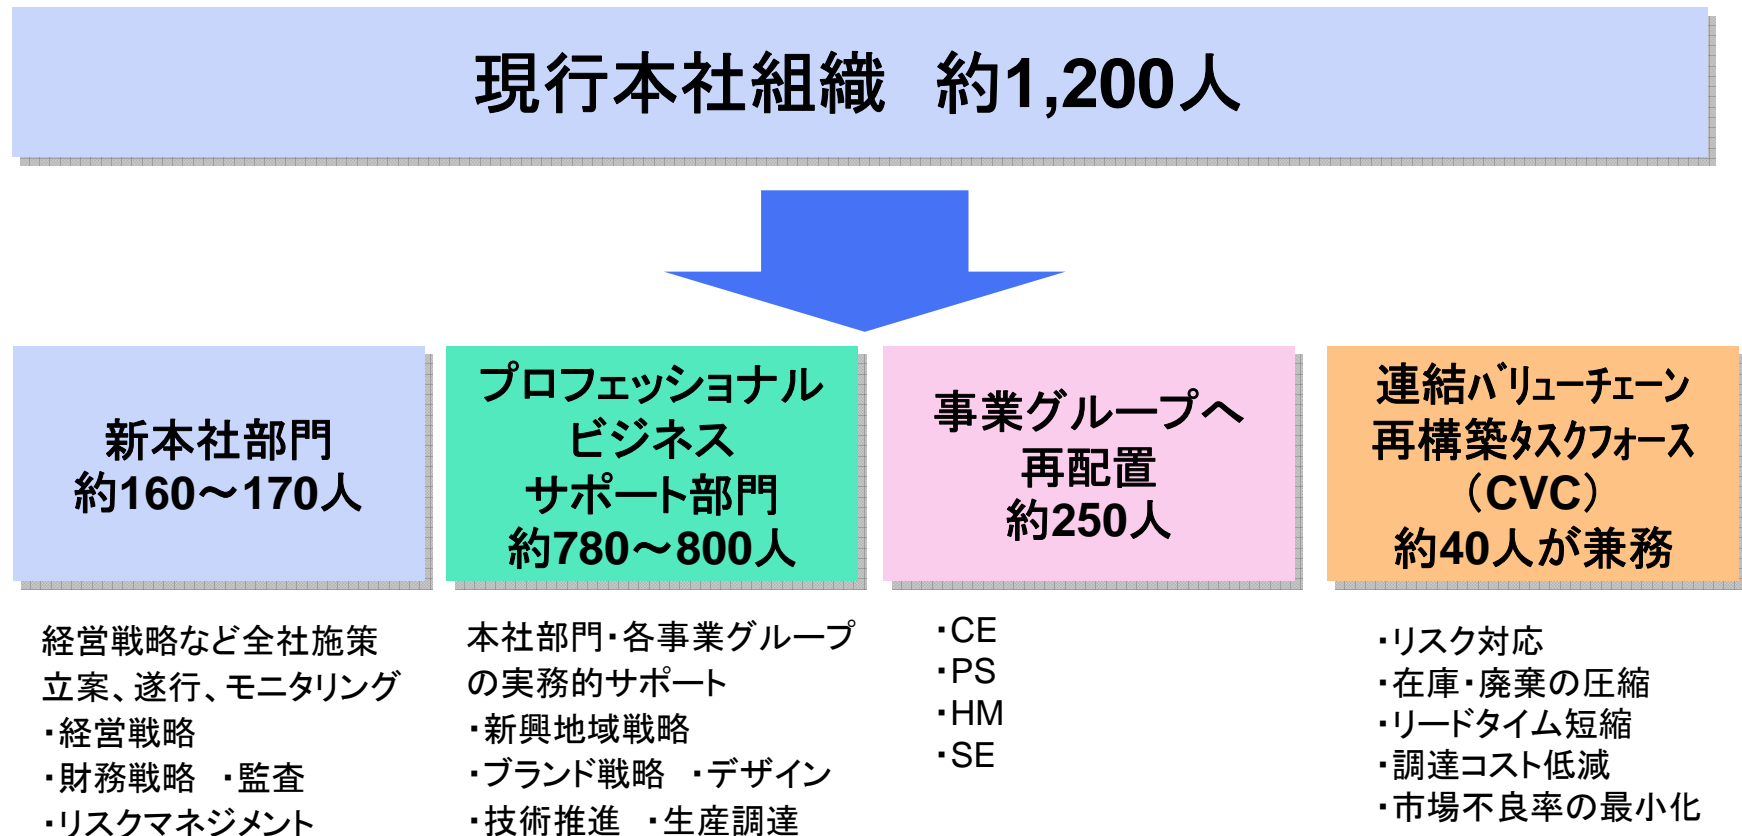 現行本社組織　約1,200人
新本社部門
約160～170人
プロフェッショナル
ビジネス
サポート部門
約780～800人
事業グループへ
再配置
約250人
連結バリューチェーン
再構築タスクフォース
（CVC）
約40人が兼務
経営戦略など全社施策
立案、遂行、モニタリング
・経営戦略
・財務戦略　・監査
・リスクマネジメント
本社部門・各事業グループ
の実務的サポート
・新興地域戦略
・ブランド戦略　・デザイン
・技術推進　・生産調達
・CE
・PS
・HM
・SE
・リスク対応
・在庫・廃棄の圧縮
・リードタイム短縮
・調達コスト低減
・市場不良率の最小化